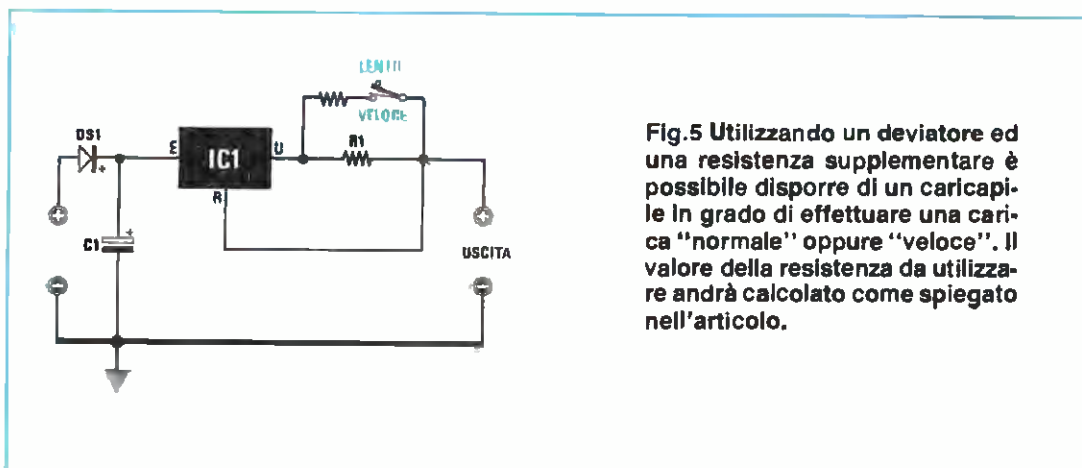 LENTO
VELOCE
DS1
E
IC1
U
R1
R
C1
USCITA
Fig.5 Utilizzando un deviatore ed
una resistenza supplementare è
possibile disporre di un caricapi-
le in grado di effettuare una cari-
ca "normale" oppure "veloce". Il
valore della resistenza da utilizza-
re andrà calcolato come spiegato
nell'articolo.